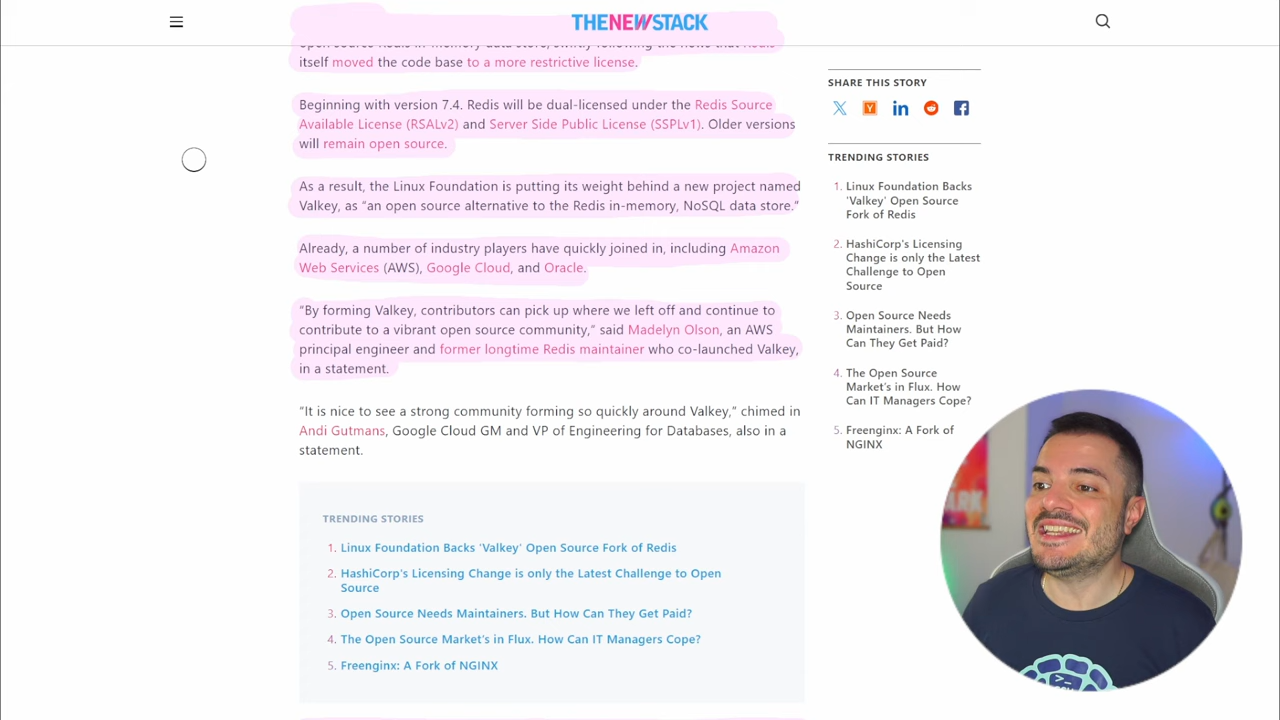 THENEWSTACK
open source Redis in-memory data store, swiftly following the news that Redis
itself moved the code base to a more restrictive license.
Beginning with version 7.4. Redis will be dual-licensed under the Redis Source
Available License (RSALv2) and Server Side Public License (SSPLv1). Older versions
will remain open source.
As a result, the Linux Foundation is putting its weight behind a new project named
Valkey, as “an open source alternative to the Redis in-memory, NoSQL data store.”
Already, a number of industry players have quickly joined in, including Amazon
Web Services (AWS), Google Cloud, and Oracle.
“By forming Valkey, contributors can pick up where we left off and continue to
contribute to a vibrant open source community,” said Madelyn Olson, an AWS
principal engineer and former longtime Redis maintainer who co-launched Valkey,
in a statement.
“It is nice to see a strong community forming so quickly around Valkey,” chimed in
Andi Gutmans, Google Cloud GM and VP of Engineering for Databases, also in a
statement.
TRENDING STORIES
1. Linux Foundation Backs 'Valkey' Open Source Fork of Redis
2. HashiCorp's Licensing Change is only the Latest Challenge to Open
Source
3. Open Source Needs Maintainers. But How Can They Get Paid?
4. The Open Source Market's in Flux. How Can IT Managers Cope?
5. Freenginx: A Fork of NGINX
SHARE THIS STORY
TRENDING STORIES
1. Linux Foundation Backs
'Valkey' Open Source
Fork of Redis
2. HashiCorp's Licensing
Change is only the Latest
Challenge to Open
Source
3. Open Source Needs
Maintainers. But How
Can They Get Paid?
4. The Open Source
Market's in Flux. How
Can IT Managers Cope?
5. Freenginx: A Fork of
NGINX